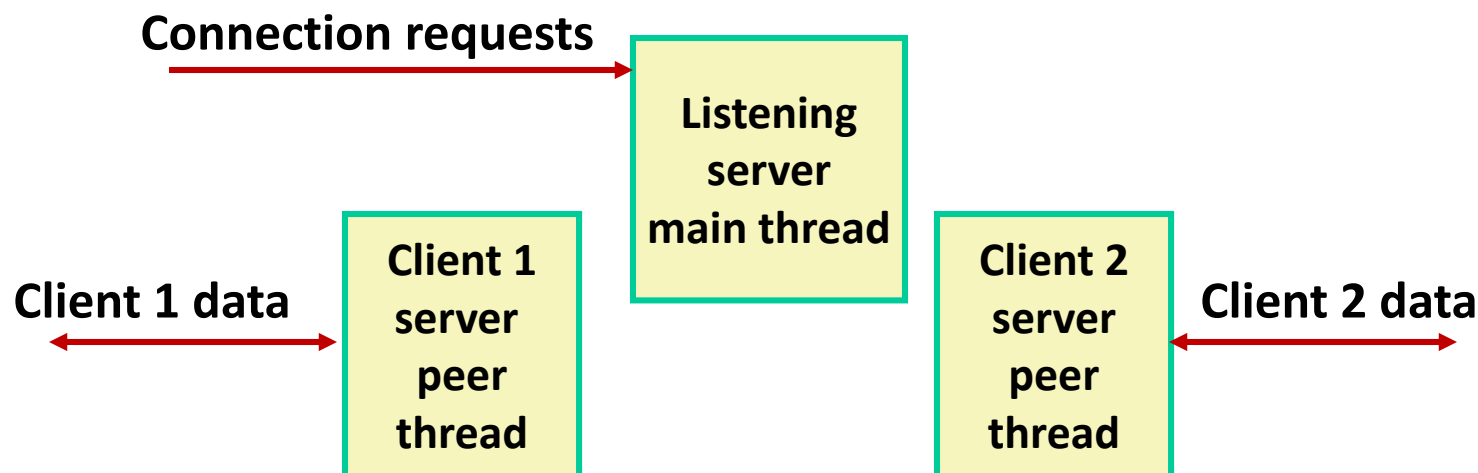 Connection requests
Listening
server
main thread
Client 1
server
peer
thread
Client 1 data
Client 2
server
peer
thread
Client 2 data